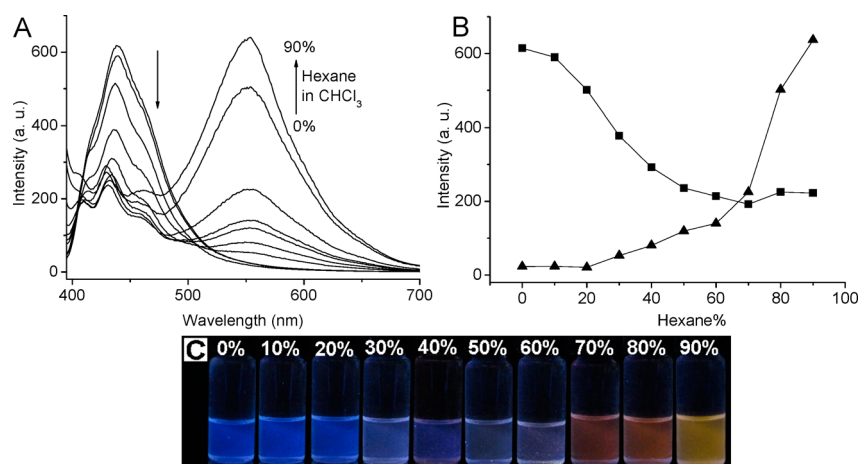 A
600
400
200
0
Intensity (a. u.)
90%
Hexane
in CHCl3
0%
400
500
600
700
Wavelength (nm)
B
600
400
200
0
Intensity (a. u.)
0
20
40
60
80
100
Hexane%
C
0% 10% 20% 30% 40% 50% 60% 70% 80% 90%